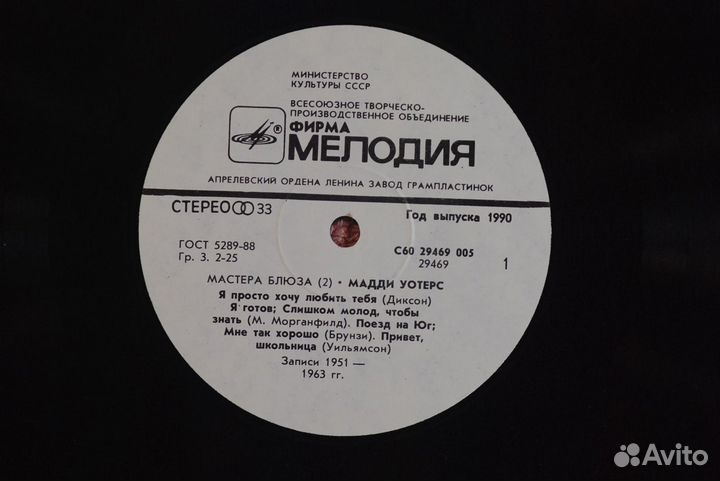 МИНИСТЕРСТВО
КУЛЬТУРЫ СССР
ВСЕСОЮЗНОЕ ТВОРЧЕСКО-
ПРОИЗВОДСТВЕННОЕ ОБЪЕДИНЕНИЕ
® ФИРМА
МЕЛОДИЯ
АПРЕЛЕВСКИЙ ОРДЕНА ЛЕНИНА ЗАВОД ГРАМПЛАСТИНОК
СТЕРЕО 33
Год выпуска 1990
ГОСТ 5289-88
Гр. 3. 2-25
С60 29469 005
29469
1
МАСТЕРА БЛЮЗА (2) · МАДДИ УОТЕРС
Я просто хочу любить тебя (Диксон)
Я готов; Слишком молод, чтобы
знать (М. Морганфилд). Поезд на Юг;
Мне так хорошо (Брунзи). Привет,
школьница (Уильямсон)
Записи 1951 —
1963 гг.
Avito